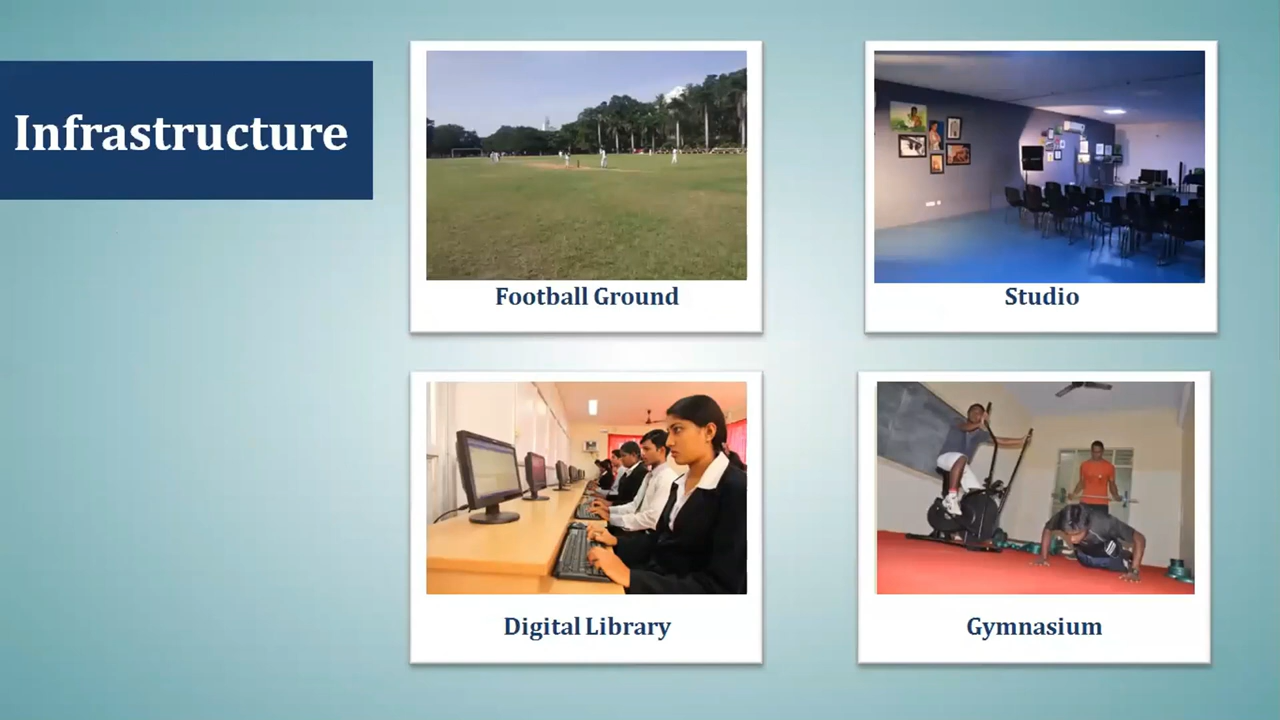 Infrastructure
Football Ground
Studio
Digital Library
Gymnasium